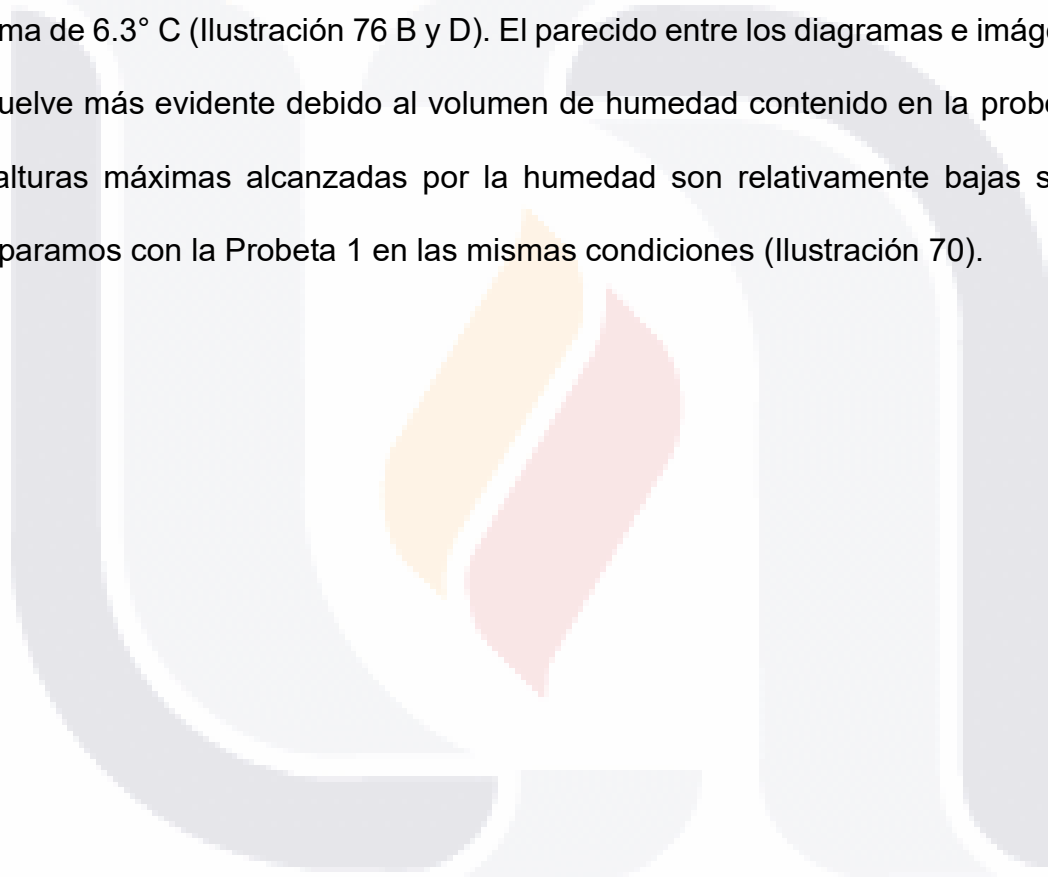 ma de 6.3° C (Ilustración 76 B y D). El parecido entre los diagramas e imág
uelve más evidente debido al volumen de humedad contenido en la prob
alturas máximas alcanzadas por la humedad son relativamente bajas s
paramos con la Probeta 1 en las mismas condiciones (Ilustración 70).